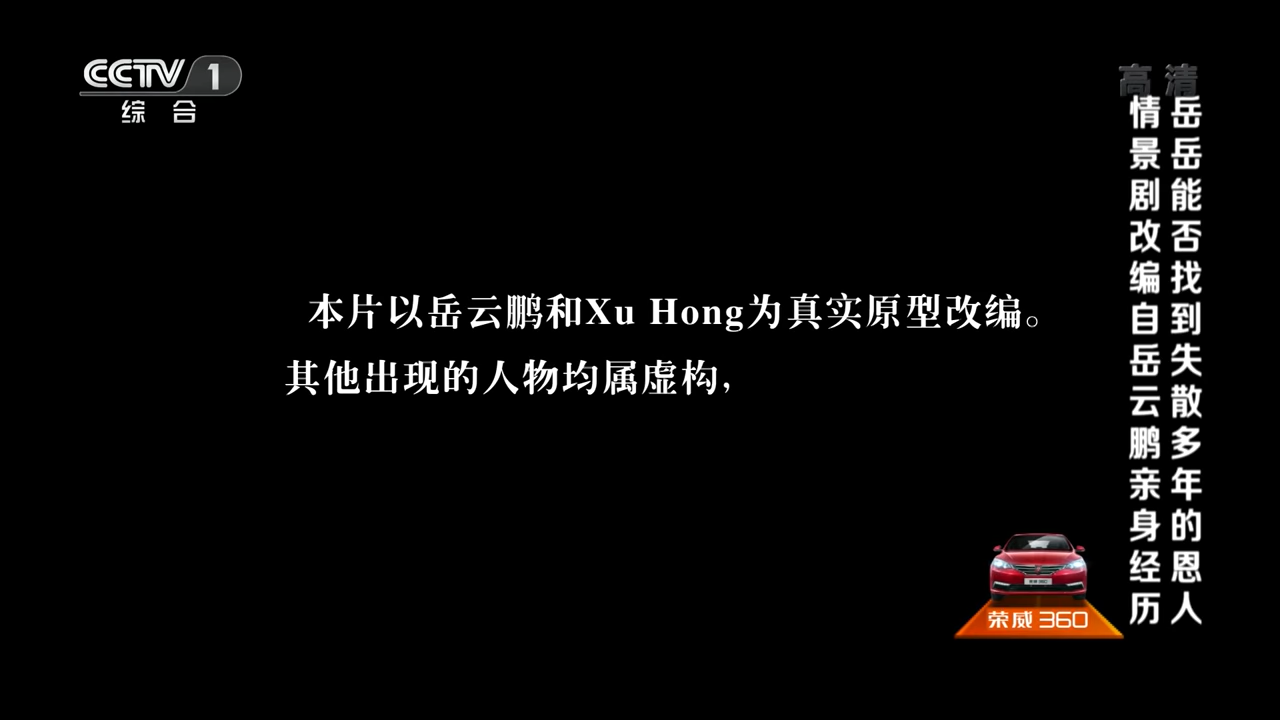 CCTV 1
综合
高清
岳岳能否找到失散多年的恩人
情景剧改编自岳云鹏亲身经历
本片以岳云鹏和Xu Hong为真实原型改编。
其他出现的人物均属虚构,
荣威360